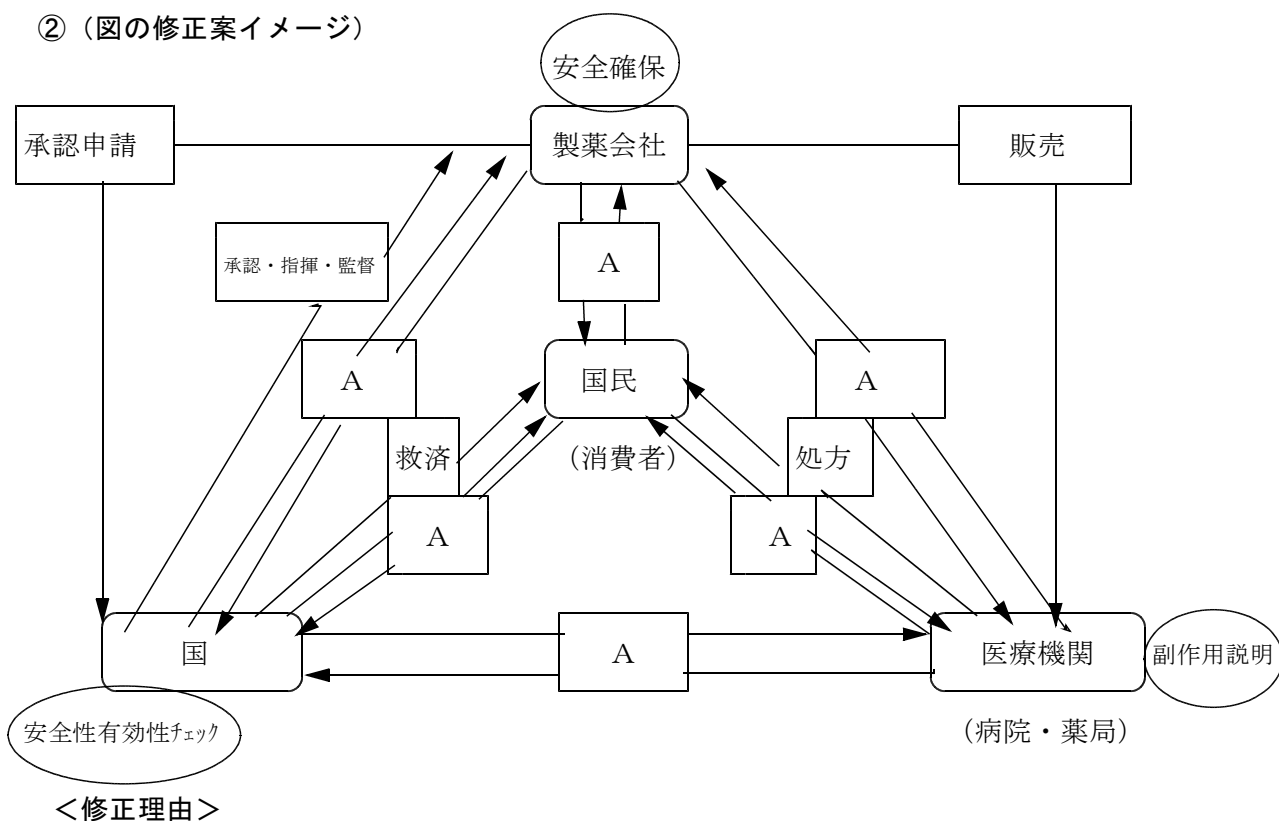 ②（図の修正案イメージ）
安全確保
承認申請
製薬会社
販売
承認・指揮・監督
A
A
国民
A
救済
（消費者）
処方
A
A
国
A
医療機関
副作用説明
安全性有効性ﾁｪｯｸ
（病院・薬局）
＜修正理由＞